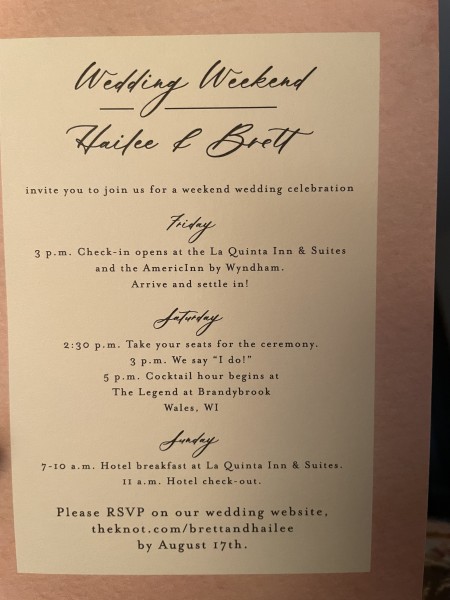 Wedding Weekend
Hailee & Brett
invite you to join us for a weekend wedding celebration
Friday
3 p.m. Check-in opens at the La Quinta Inn & Suites
and the AmericInn by Wyndham.
Arrive and settle in!
Saturday
2:30 p.m. Take your seats for the ceremony.
3 p.m. We say “I do!”
5 p.m. Cocktail hour begins at
The Legend at Brandybrook
Wales, WI
Sunday
7-10 a.m. Hotel breakfast at La Quinta Inn & Suites.
11 a.m. Hotel check-out.
Please RSVP on our wedding website,
theknot.com/brettandhailee
by August 17th.